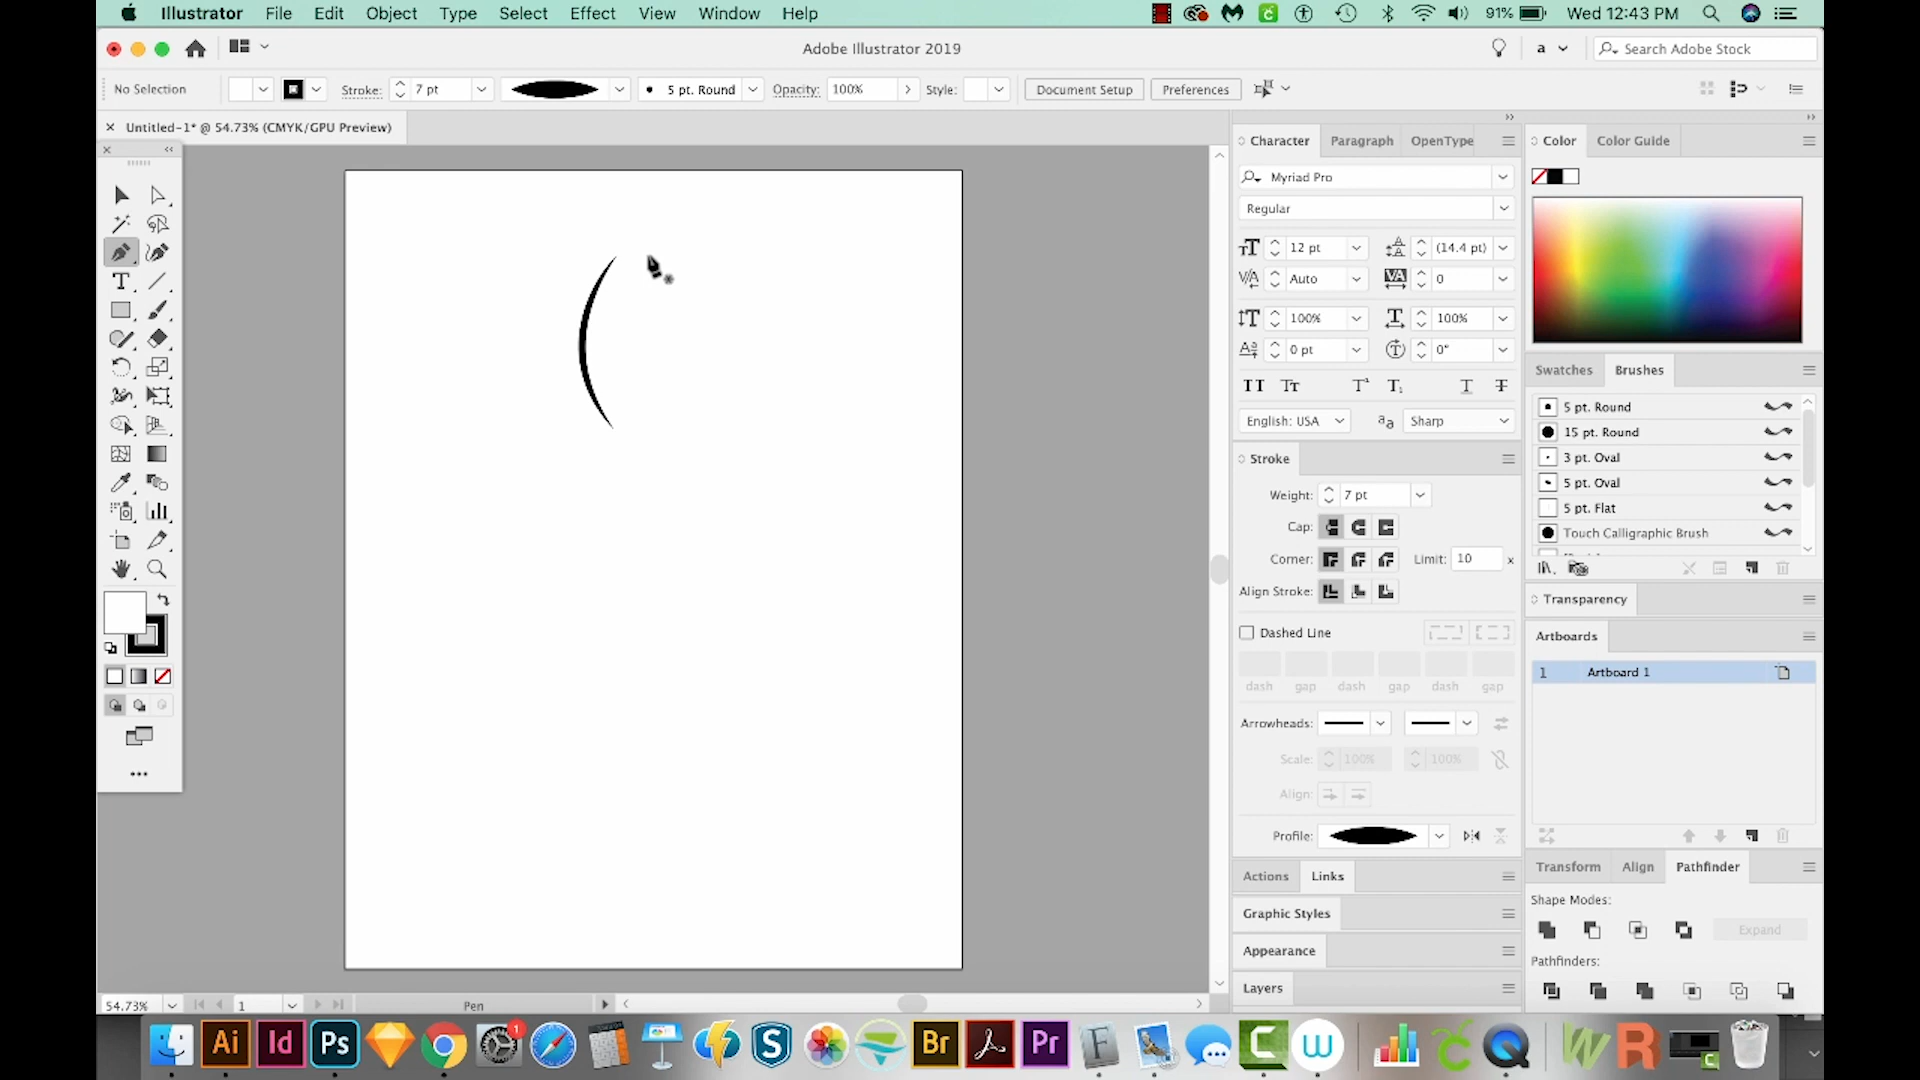 Illustrator File Edit Object Type Select Effect View Window Help 91% Wed 12:43 PM
Adobe Illustrator 2019 a Search Adobe Stock
No Selection Stroke: 7 pt 5 pt. Round Opacity: 100% Style: Document Setup Preferences
Untitled-1* @ 54.73% (CMYK/GPU Preview)
Character Paragraph OpenType
Myriad Pro
Regular
12 pt (14.4 pt)
Auto 0
100% 100%
0 pt 0°
English: USA Sharp
Stroke
Weight: 7 pt
Cap:
Corner: Limit: 10 x
Align Stroke:
Dashed Line
dash gap dash gap dash gap
Arrowheads:
Scale: 100% 100%
Align:
Profile:
Actions Links
Graphic Styles
Appearance
Layers
Color Color Guide
Swatches Brushes
5 pt. Round
15 pt. Round
3 pt. Oval
5 pt. Oval
5 pt. Flat
Touch Calligraphic Brush
Transparency
Artboards
1 Artboard 1
Transform Align Pathfinder
Shape Modes:
Expand
Pathfinders:
54.73% 1 Pen
Ai Id Ps 1 S Br Pr F C W W R C